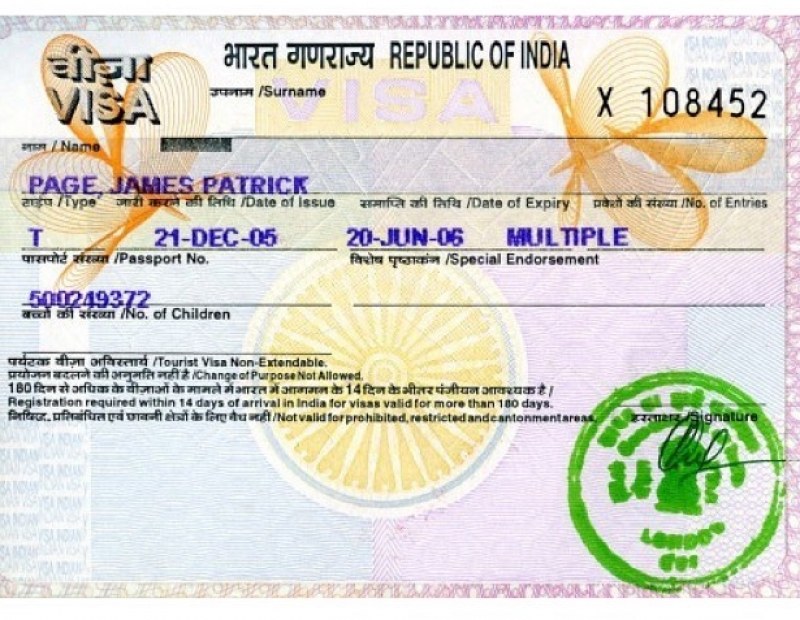 वीज़ा
VISA
भारत गणराज्य REPUBLIC OF INDIA
उपनाम /Surname
VISA
X 108452
नाम / Name
PAGE, JAMES PATRICK
टाईप /Type जारी करने की तिथि /Date of Issue समाप्ति की तिथि /Date of Expiry प्रवेशों की संख्या /No. of Entries
T 21-DEC-05 20-JUN-06 MULTIPLE
पासपोर्ट संख्या /Passport No. विशेष पृष्ठाकंन /Special Endorsement
500249372
बच्चों की संख्या /No. of Children
पर्यटक वीज़ा अविस्तार्य /Tourist Visa Non-Extendable.
प्रयोजन बदलने की अनुमति नहीं है /Change of Purpose Not Allowed.
180 दिन से अधिक के वीज़ाओं के मामले में भारत में आगमन के 14 दिन के भीतर पंजीयन आवश्यक है /
Registration required within 14 days of arrival in India for visas valid for more than 180 days.
निषिद्ध, प्रतिबंधित एवं छावनी क्षेत्रों के लिए वैध नहीं /Not valid for prohibited, restricted and cantonment areas.
हस्ताक्षर /Signature
LONDON